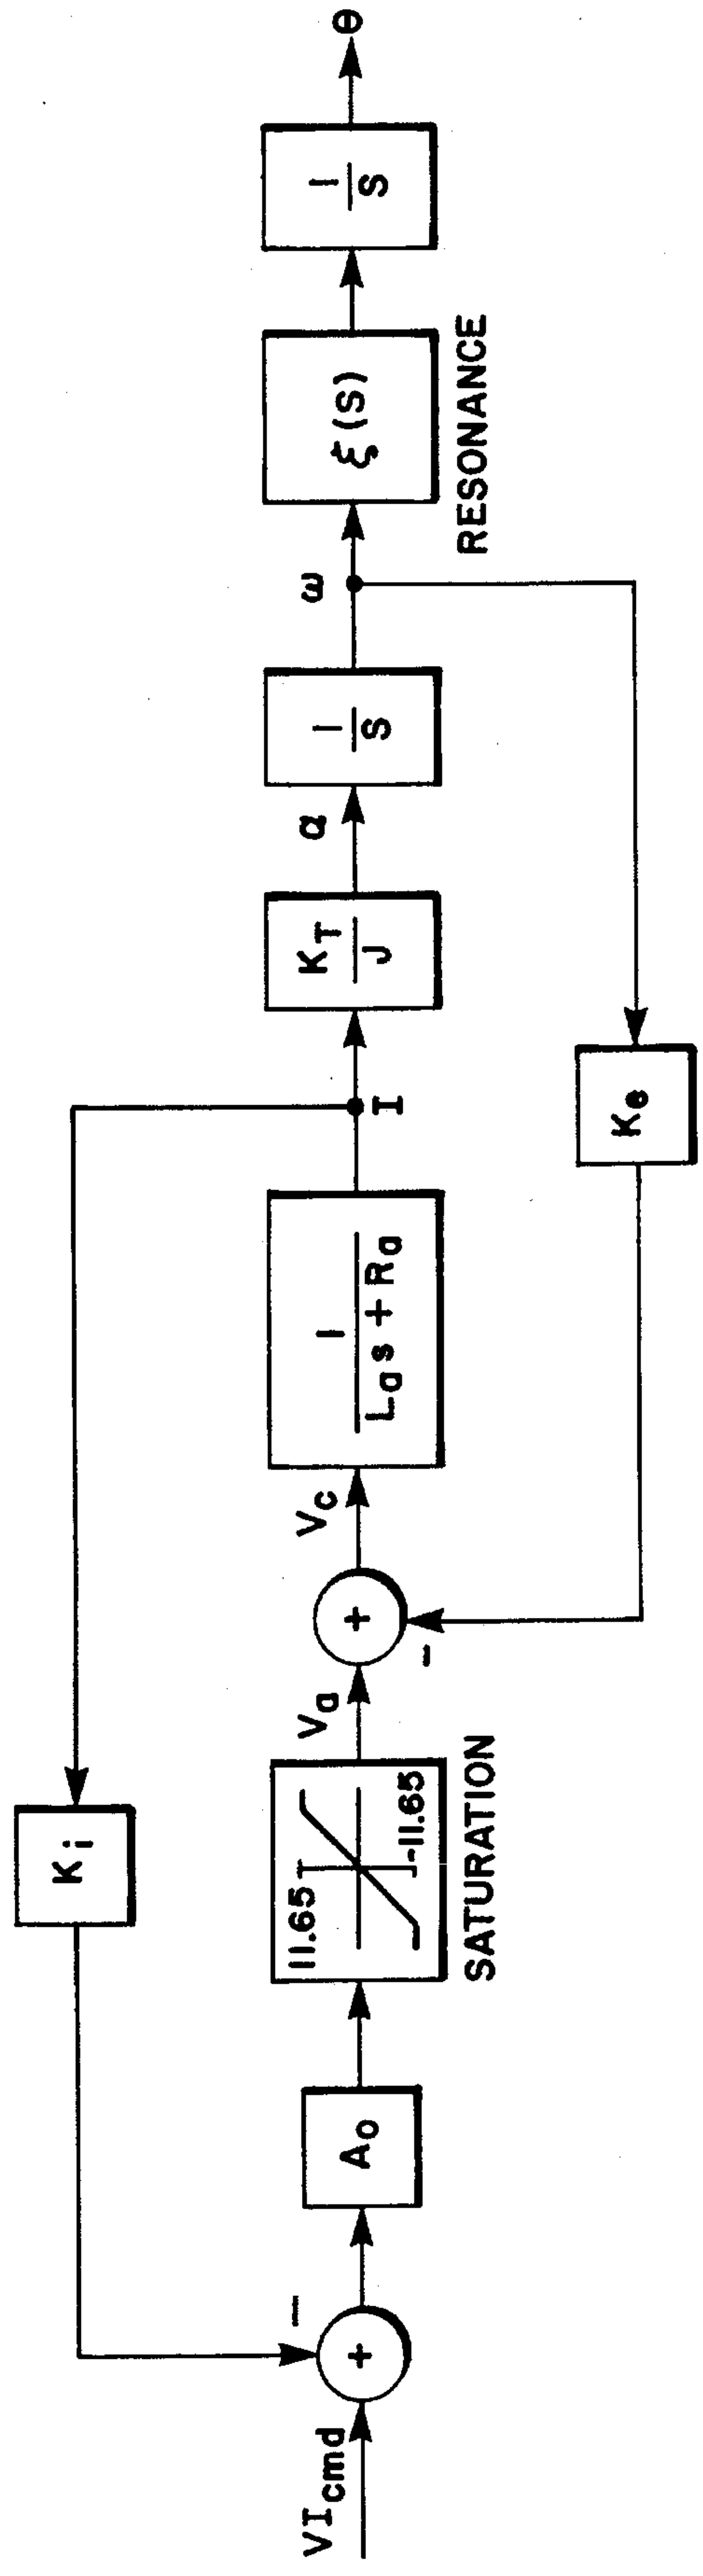 VIcmd
+
−
A0
11.65
-11.65
SATURATION
Va
+
−
Vc
1
Las + Ra
I
Ki
KT
J
α
1
S
ω
Ke
ξ(S)
RESONANCE
1
S
θ